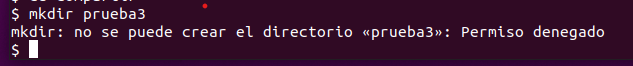 $ mkdir prueba3
mkdir: no se puede crear el directorio «prueba3»: Permiso denegado
$